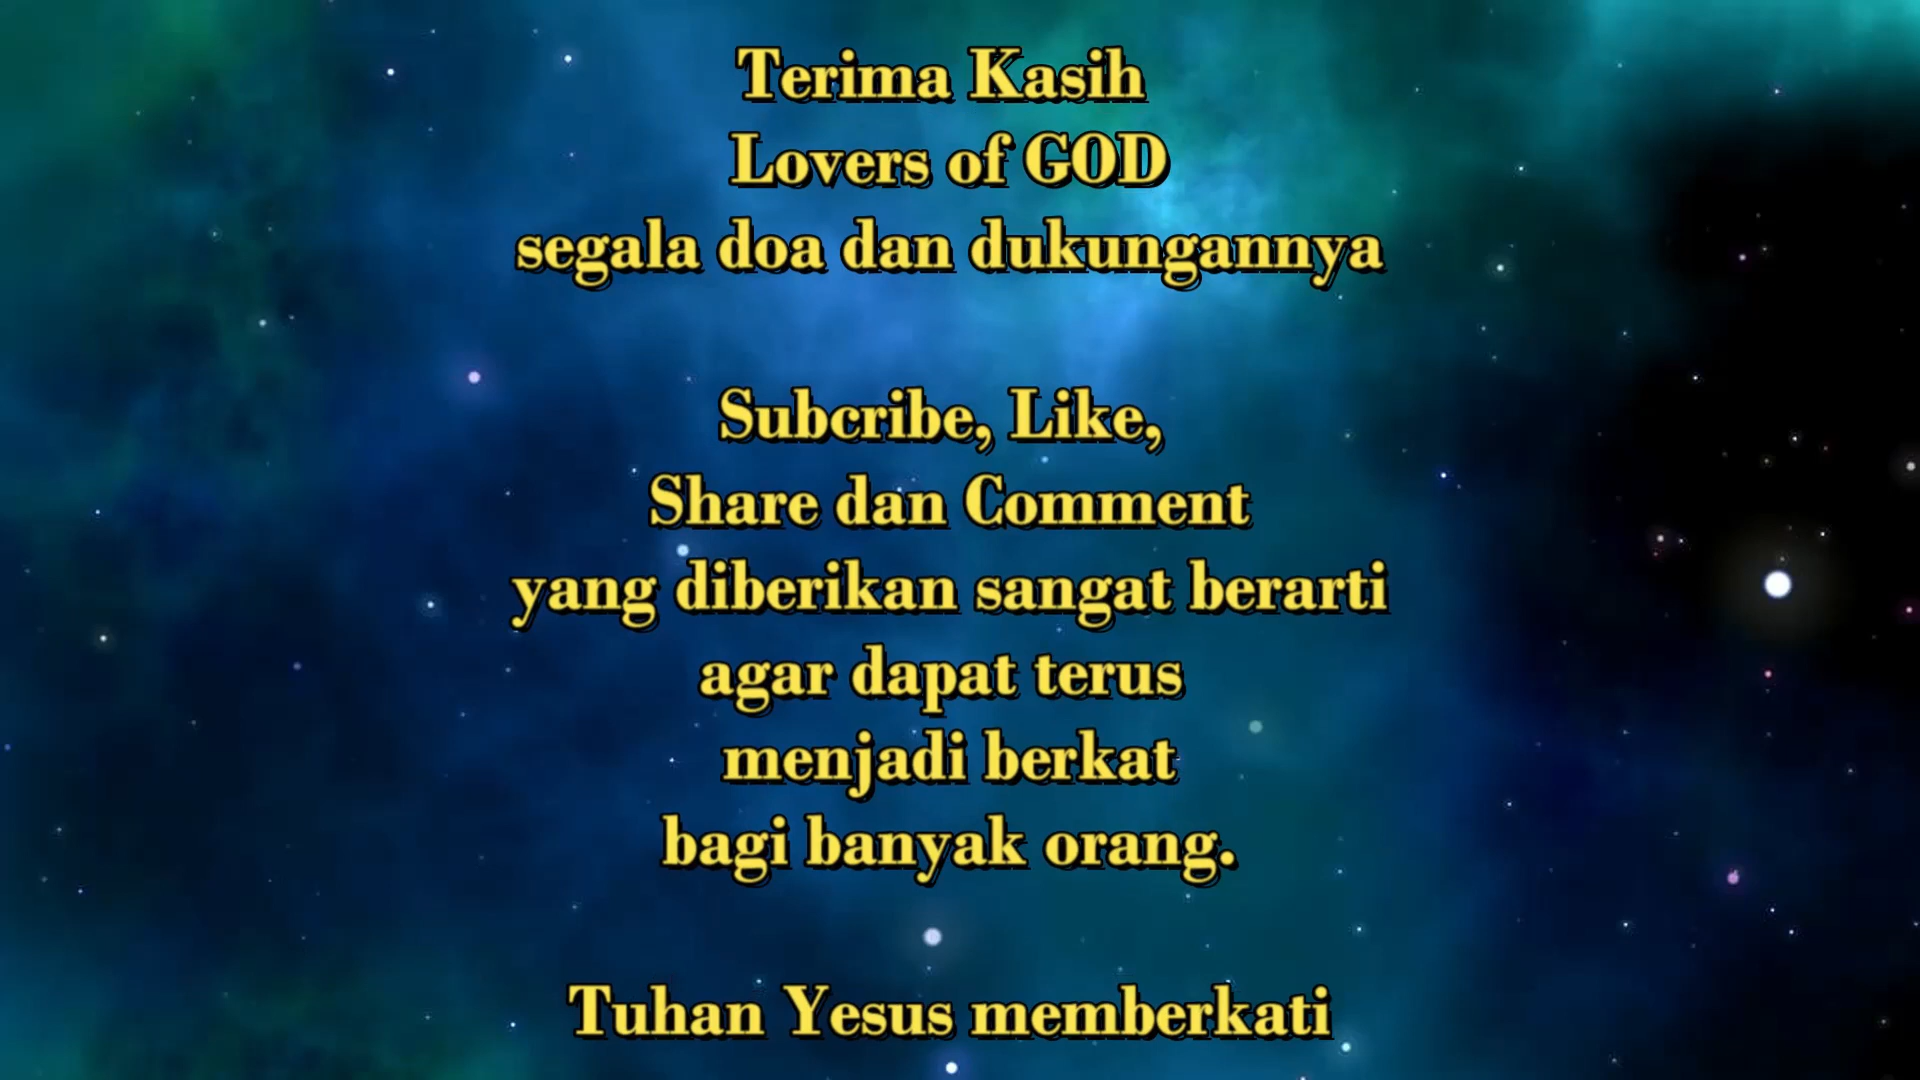 Terima Kasih
Lovers of GOD
segala doa dan dukungannya
Subcribe, Like,
Share dan Comment
yang diberikan sangat berarti
agar dapat terus
menjadi berkat
bagi banyak orang.
Tuhan Yesus memberkati